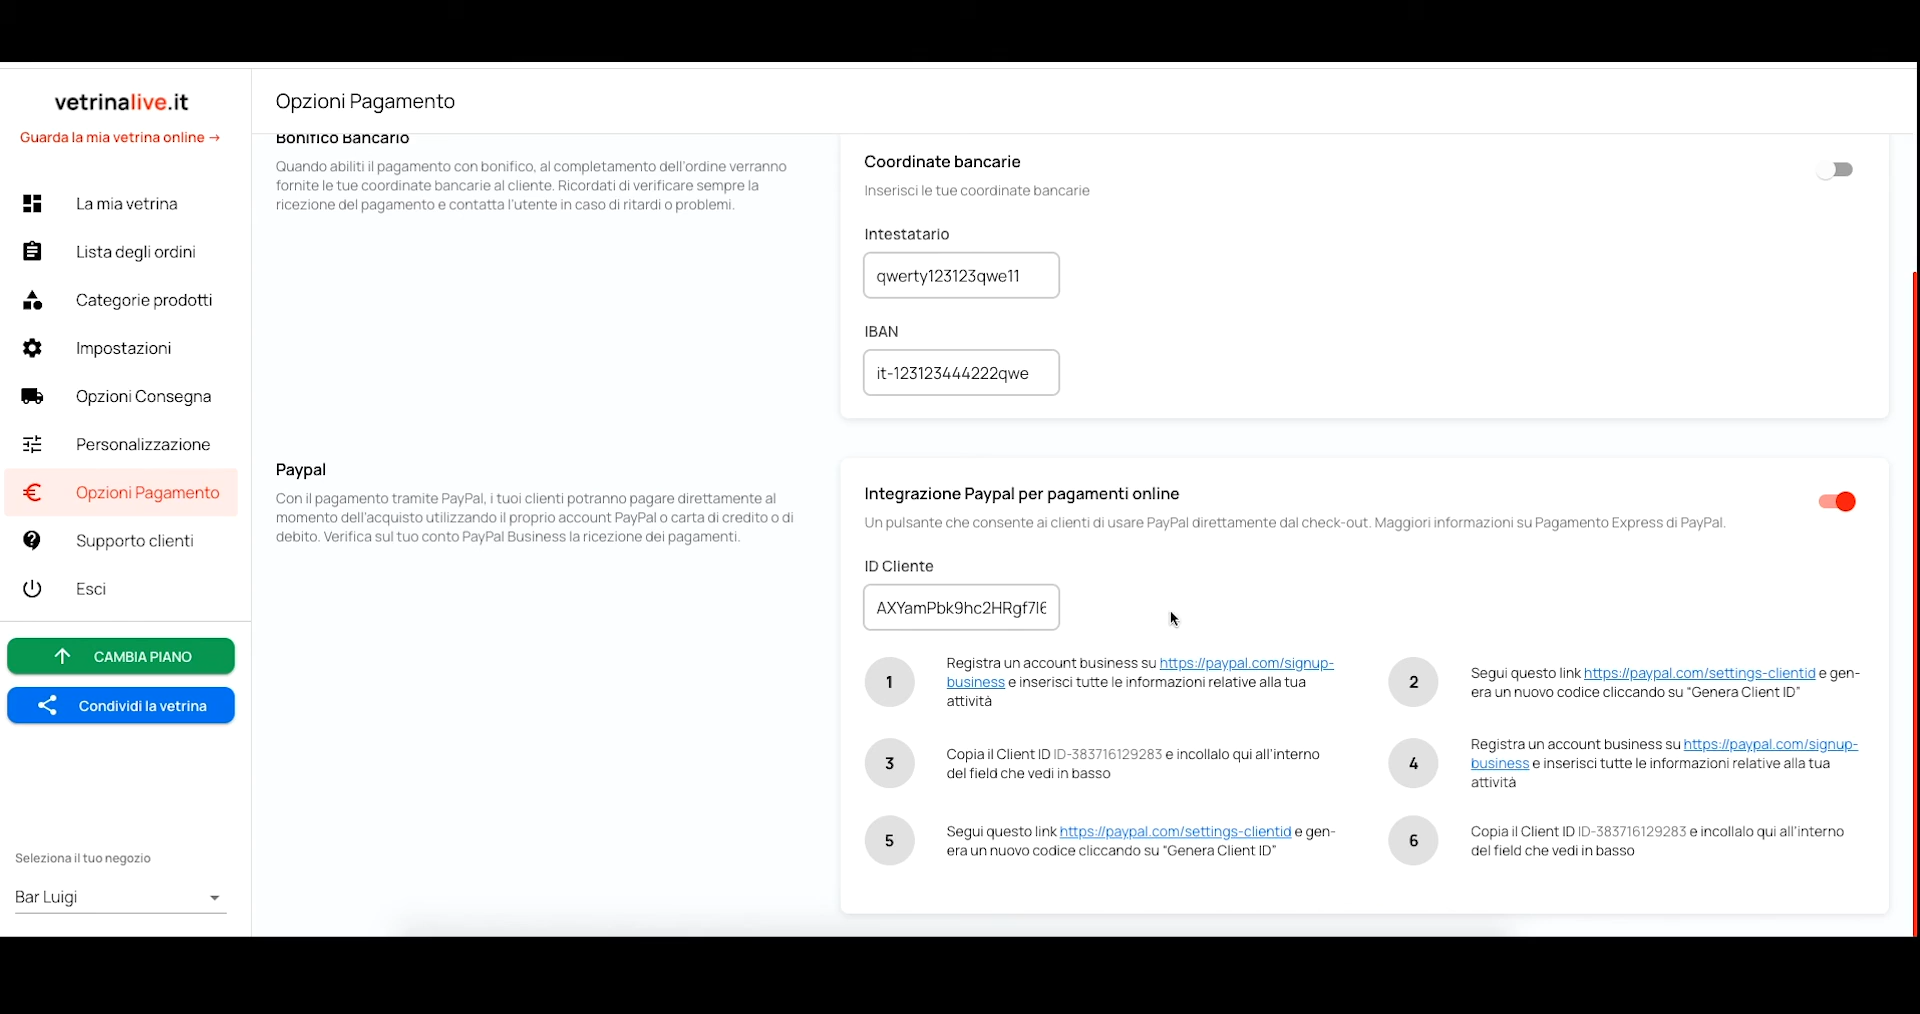 vetrinalive.it
Guarda la mia vetrina online →
La mia vetrina
Lista degli ordini
Categorie prodotti
Impostazioni
Opzioni Consegna
Personalizzazione
Opzioni Pagamento
Supporto clienti
Esci
CAMBIA PIANO
Condividi la vetrina
Seleziona il tuo negozio
Bar Luigi
Opzioni Pagamento
Bonifico Bancario
Quando abiliti il pagamento con bonifico, al completamento dell'ordine verranno
fornite le tue coordinate bancarie al cliente. Ricordati di verificare sempre la
ricezione del pagamento e contatta l'utente in caso di ritardi o problemi.
Coordinate bancarie
Inserisci le tue coordinate bancarie
Intestatario
qwerty123123qwe11
IBAN
it-123123444222qwe
Paypal
Con il pagamento tramite PayPal, i tuoi clienti potranno pagare direttamente al
momento dell'acquisto utilizzando il proprio account PayPal o carta di credito o di
debito. Verifica sul tuo conto PayPal Business la ricezione dei pagamenti.
Integrazione Paypal per pagamenti online
Un pulsante che consente ai clienti di usare PayPal direttamente dal check-out. Maggiori informazioni su Pagamento Express di PayPal.
ID Cliente
AXYamPbk9hc2HRgf7I6
1
Registra un account business su https://paypal.com/signup-
business e inserisci tutte le informazioni relative alla tua
attività
2
Segui questo link https://paypal.com/settings-clientid e gen-
era un nuovo codice cliccando su "Genera Client ID"
3
Copia il Client ID ID-383716129283 e incollalo qui all'interno
del field che vedi in basso
4
Registra un account business su https://paypal.com/signup-
business e inserisci tutte le informazioni relative alla tua
attività
5
Segui questo link https://paypal.com/settings-clientid e gen-
era un nuovo codice cliccando su "Genera Client ID"
6
Copia il Client ID ID-383716129283 e incollalo qui all'interno
del field che vedi in basso